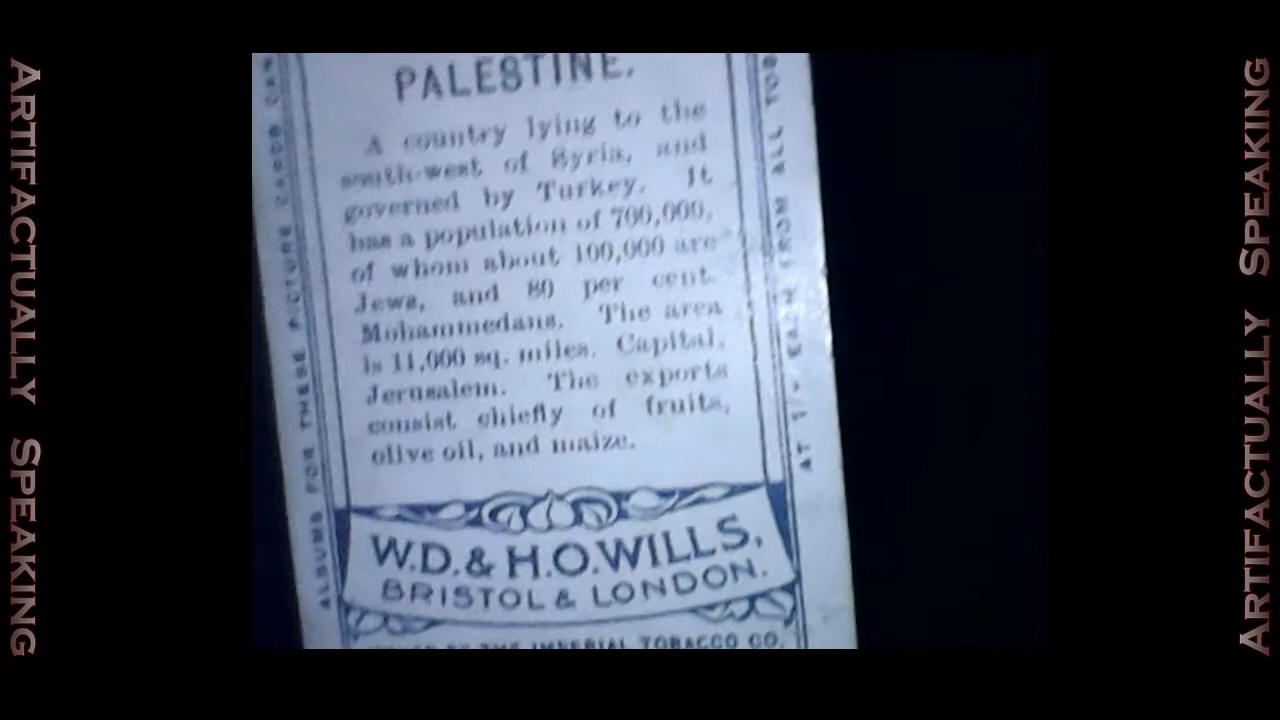 PALESTINE.
A country lying to the
south-west of Syria, and
governed by Turkey. It
has a population of 700,000,
of whom about 100,000 are
Jews, and 80 per cent.
Mohammedans. The area
is 11,000 sq. miles. Capital,
Jerusalem. The exports
consist chiefly of fruits,
olive oil, and maize.
W.D. & H.O. WILLS,
BRISTOL & LONDON.
BY THE IMPERIAL TOBACCO CO.
ALBUMS FOR THESE PICTURE CARDS CAN
AT 1/- EACH FROM ALL
ARTIFACTUALLY SPEAKING
ARTIFACTUALLY SPEAKING